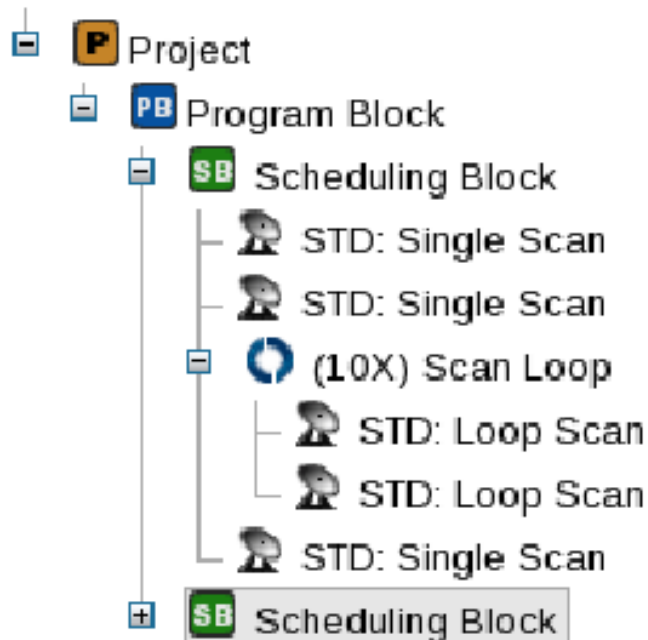 P Project
PB Program Block
SB Scheduling Block
STD: Single Scan
STD: Single Scan
(10X) Scan Loop
STD: Loop Scan
STD: Loop Scan
STD: Single Scan
SB Scheduling Block